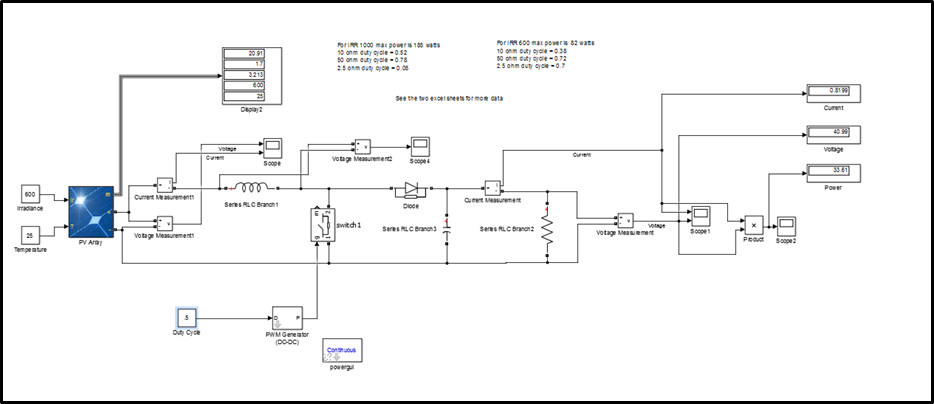 For IRR 1000 max power is 185 watts
10 ohm duty cycle = 0.52
50 ohm duty cycle = 0.78
2.5 ohm duty cycle = 0.05
For IRR 600 max power is 82 watts
10 ohm duty cycle = 0.38
50 ohm duty cycle = 0.72
2.5 ohm duty cycle = 0.7
See the two excel sheets for more data
20.91
1.7
3.213
600
25
Display2
0.8199
Current
40.99
Voltage
33.61
Power
Voltage
Current
Scope
Voltage Measurement2
Scope4
Current
600
Irradiance
25
Temperature
PV Array
Current Measurement1
Voltage Measurement1
Series RLC Branch1
switch1
Diode
Series RLC Branch3
Current Measurement
Series RLC Branch2
Voltage Measurement
Voltage
Scope1
Product
Scope2
.5
Duty Cycle
D
P
PWM Generator
(DC-DC)
Continuous
powergui